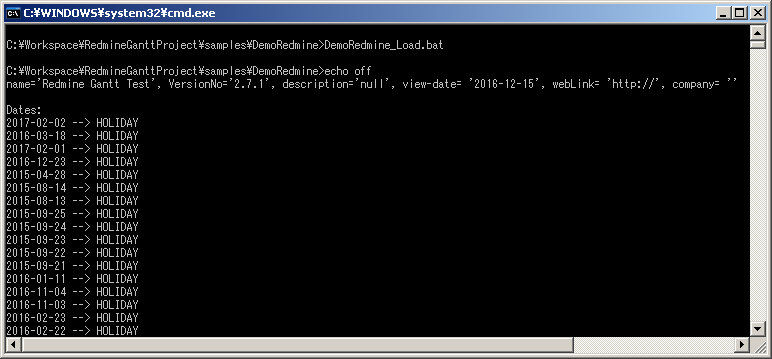 C:¥WINDOWS¥system32¥cmd.exe
C:¥Workspace¥RedmineGanttProject¥samples¥DemoRedmine>DemoRedmine_Load.bat
C:¥Workspace¥RedmineGanttProject¥samples¥DemoRedmine>echo off
name='Redmine Gantt Test', VersionNo='2.7.1', description='null', view-date= '2016-12-15', webLink= 'http://', company= ''
Dates:
2017-02-02 --> HOLIDAY
2016-03-18 --> HOLIDAY
2017-02-01 --> HOLIDAY
2016-12-23 --> HOLIDAY
2015-04-28 --> HOLIDAY
2015-08-14 --> HOLIDAY
2015-08-13 --> HOLIDAY
2015-09-25 --> HOLIDAY
2015-09-24 --> HOLIDAY
2015-09-23 --> HOLIDAY
2015-09-22 --> HOLIDAY
2015-09-21 --> HOLIDAY
2016-01-11 --> HOLIDAY
2016-11-04 --> HOLIDAY
2016-11-03 --> HOLIDAY
2016-02-23 --> HOLIDAY
2016-02-22 --> HOLIDAY